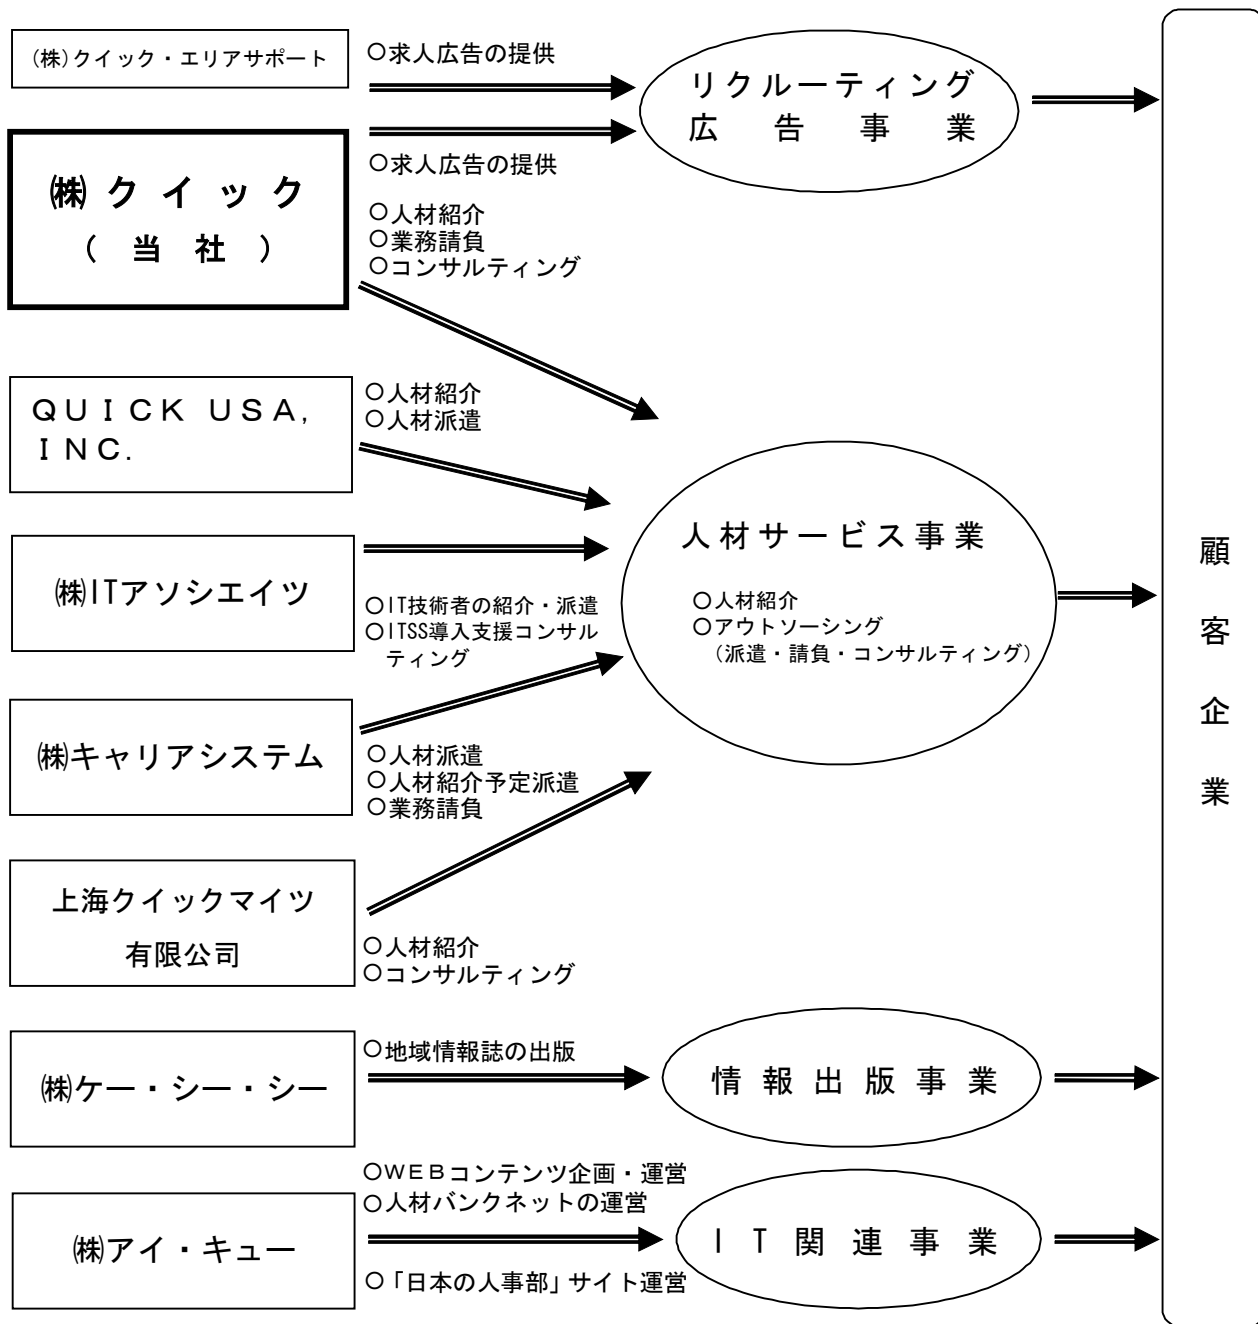 (株)クイック・エリアサポート
○求人広告の提供
リクルーティング
広告事業
㈱クイック
(当社)
○求人広告の提供
○人材紹介
○業務請負
○コンサルティング
QUICK USA,
INC.
○人材紹介
○人材派遣
㈱ITアソシエイツ
○IT技術者の紹介・派遣
○ITSS導入支援コンサル
ティング
人材サービス事業
○人材紹介
○アウトソーシング
(派遣・請負・コンサルティング)
㈱キャリアシステム
○人材派遣
○人材紹介予定派遣
○業務請負
上海クイックマイツ
有限公司
○人材紹介
○コンサルティング
㈱ケー・シー・シー
○地域情報誌の出版
情報出版事業
㈱アイ・キュー
○WEBコンテンツ企画・運営
○人材バンクネットの運営
○「日本の人事部」サイト運営
IT関連事業
顧客企業